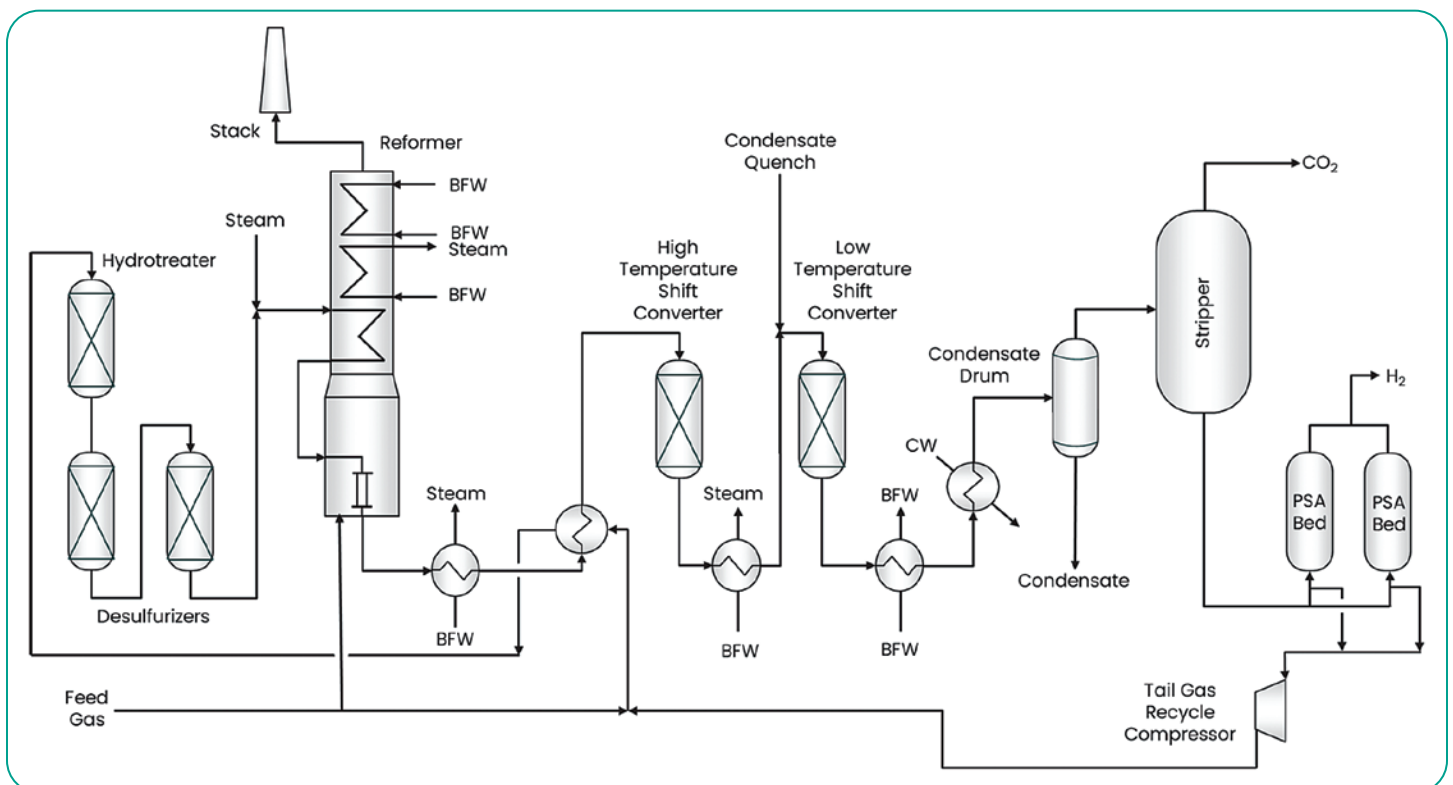 Stack
Reformer
BFW
BFW
Steam
BFW
Steam
Hydrotreater
Desulfurizers
Steam
BFW
Feed
Gas
High
Temperature
Shift
Converter
Steam
BFW
Condensate
Quench
Low
Temperature
Shift
Converter
BFW
BFW
CW
Condensate
Drum
Condensate
Stripper
CO₂
H₂
PSA
Bed
PSA
Bed
Tail Gas
Recycle
Compressor